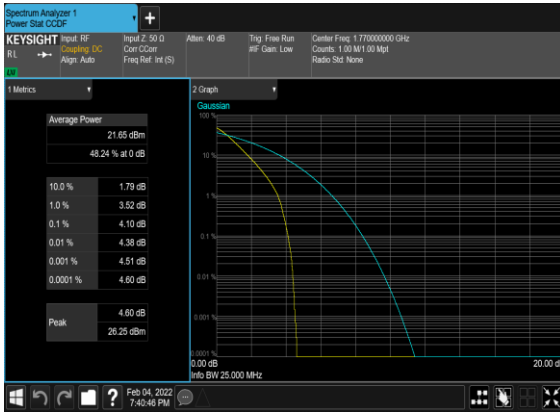 Spectrum Analyzer 1
Power Stat CCDF
KEYSIGHT
RL
LV
Input: RF
Coupling: DC
Align: Auto
Input Z: 50 Ω
Corr CCorr
Freq Ref: Int (S)
Atten: 40 dB
Trig: Free Run
#IF Gain: Low
Center Freq: 1.770000000 GHz
Counts: 1.00 M/1.00 Mpt
Radio Std: None
1 Metrics
Average Power
21.65 dBm
48.24 % at 0 dB
10.0 % 1.79 dB
1.0 % 3.52 dB
0.1 % 4.10 dB
0.01 % 4.38 dB
0.001 % 4.51 dB
0.0001 % 4.60 dB
Peak
4.60 dB
26.25 dBm
2 Graph
Gaussian
100 %
10 %
1 %
0.1 %
0.01 %
0.001 %
0.0001 %
0.00 dB
20.00 d
Info BW 25.000 MHz
Feb 04, 2022
7:40:46 PM